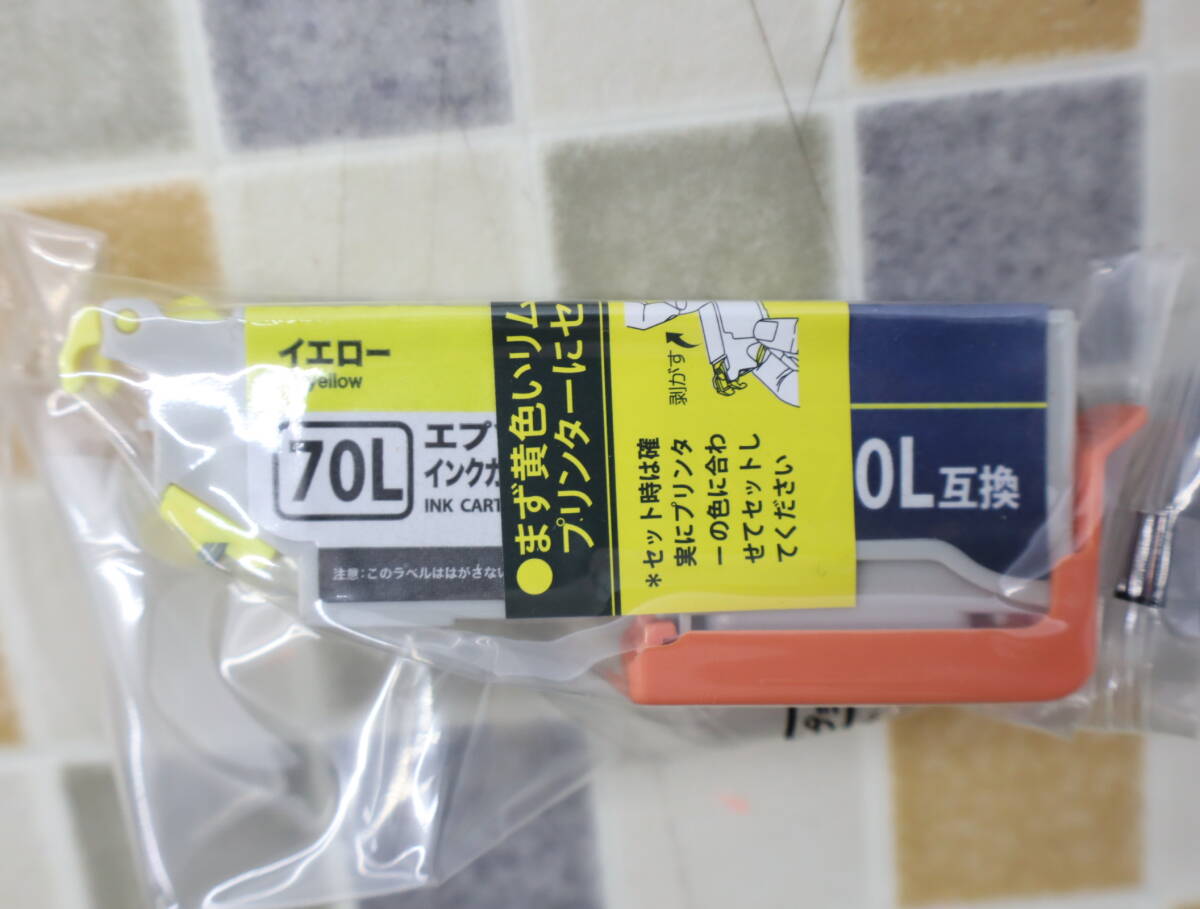 イエロー
Yellow
70L
エプ
インクカ
INK CART
注意：このラベルははがさない
●まず黄色いリム
プリンターにセ
剥がす
＊セット時は確
実にプリンタ
ーの色に合わ
せてセットし
てください
0L互換